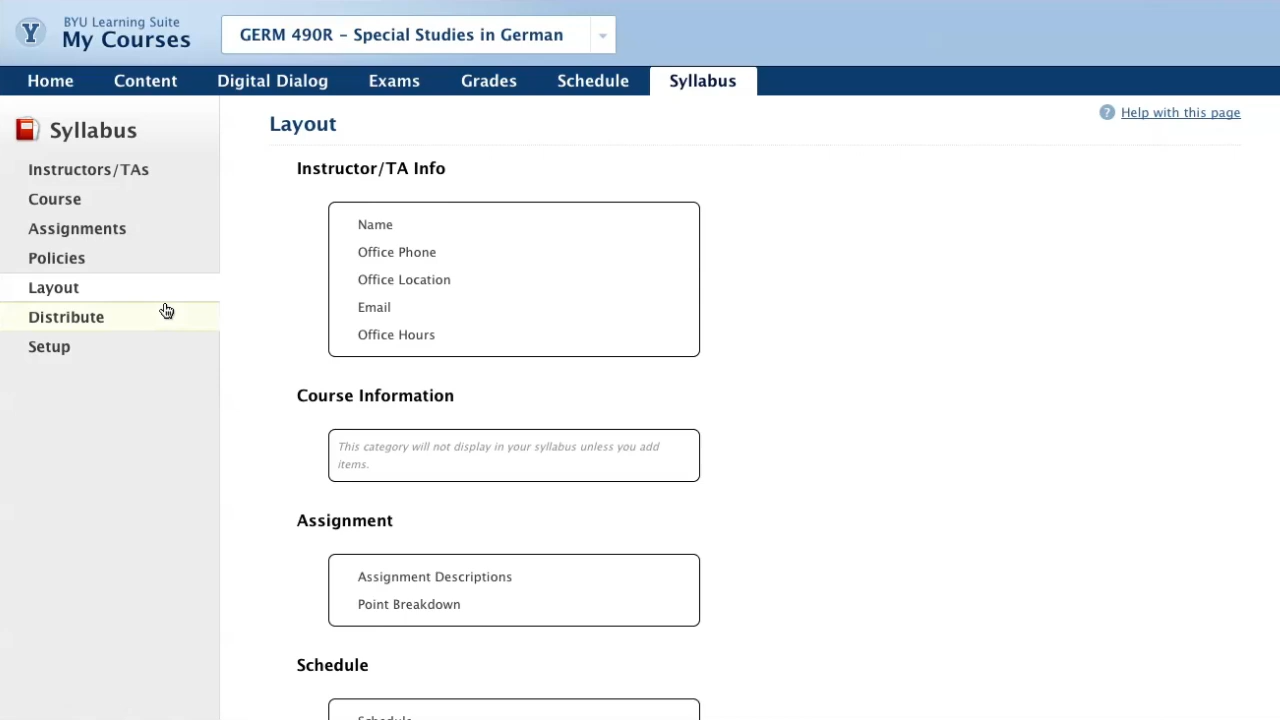 BYU Learning Suite
My Courses
GERM 490R – Special Studies in German
Home Content Digital Dialog Exams Grades Schedule Syllabus
Help with this page
Syllabus
Instructors/TAs
Course
Assignments
Policies
Layout
Distribute
Setup
Layout
Instructor/TA Info
Name
Office Phone
Office Location
Email
Office Hours
Course Information
This category will not display in your syllabus unless you add
items.
Assignment
Assignment Descriptions
Point Breakdown
Schedule
Schedule